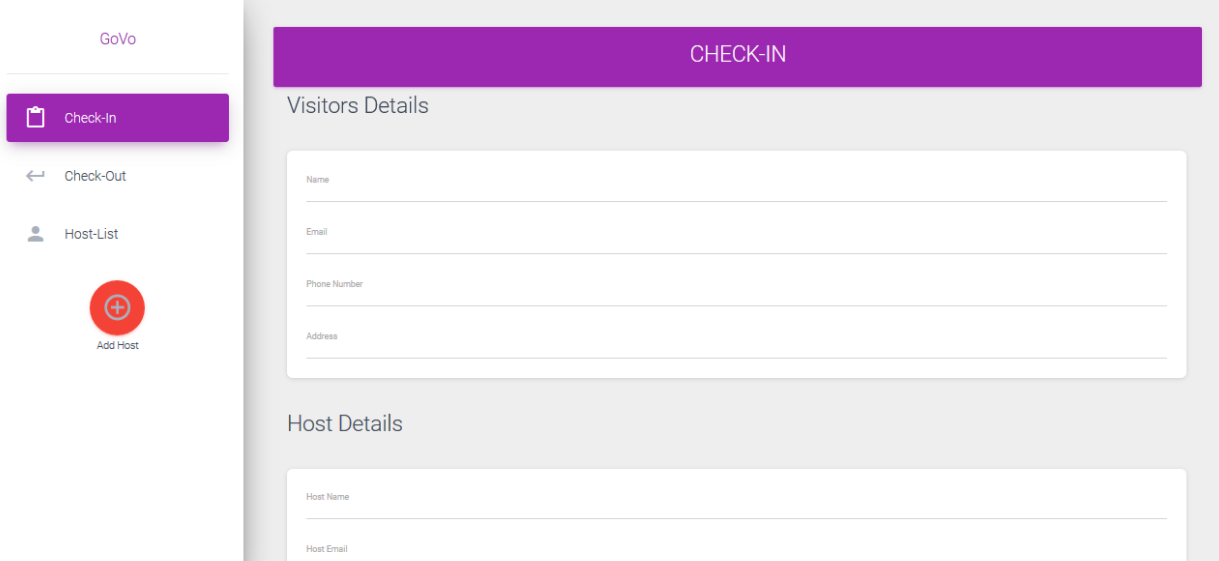 GoVo
Check-In
Check-Out
Host-List
Add Host
CHECK-IN
Visitors Details
Name
Email
Phone Number
Address
Host Details
Host Name
Host Email